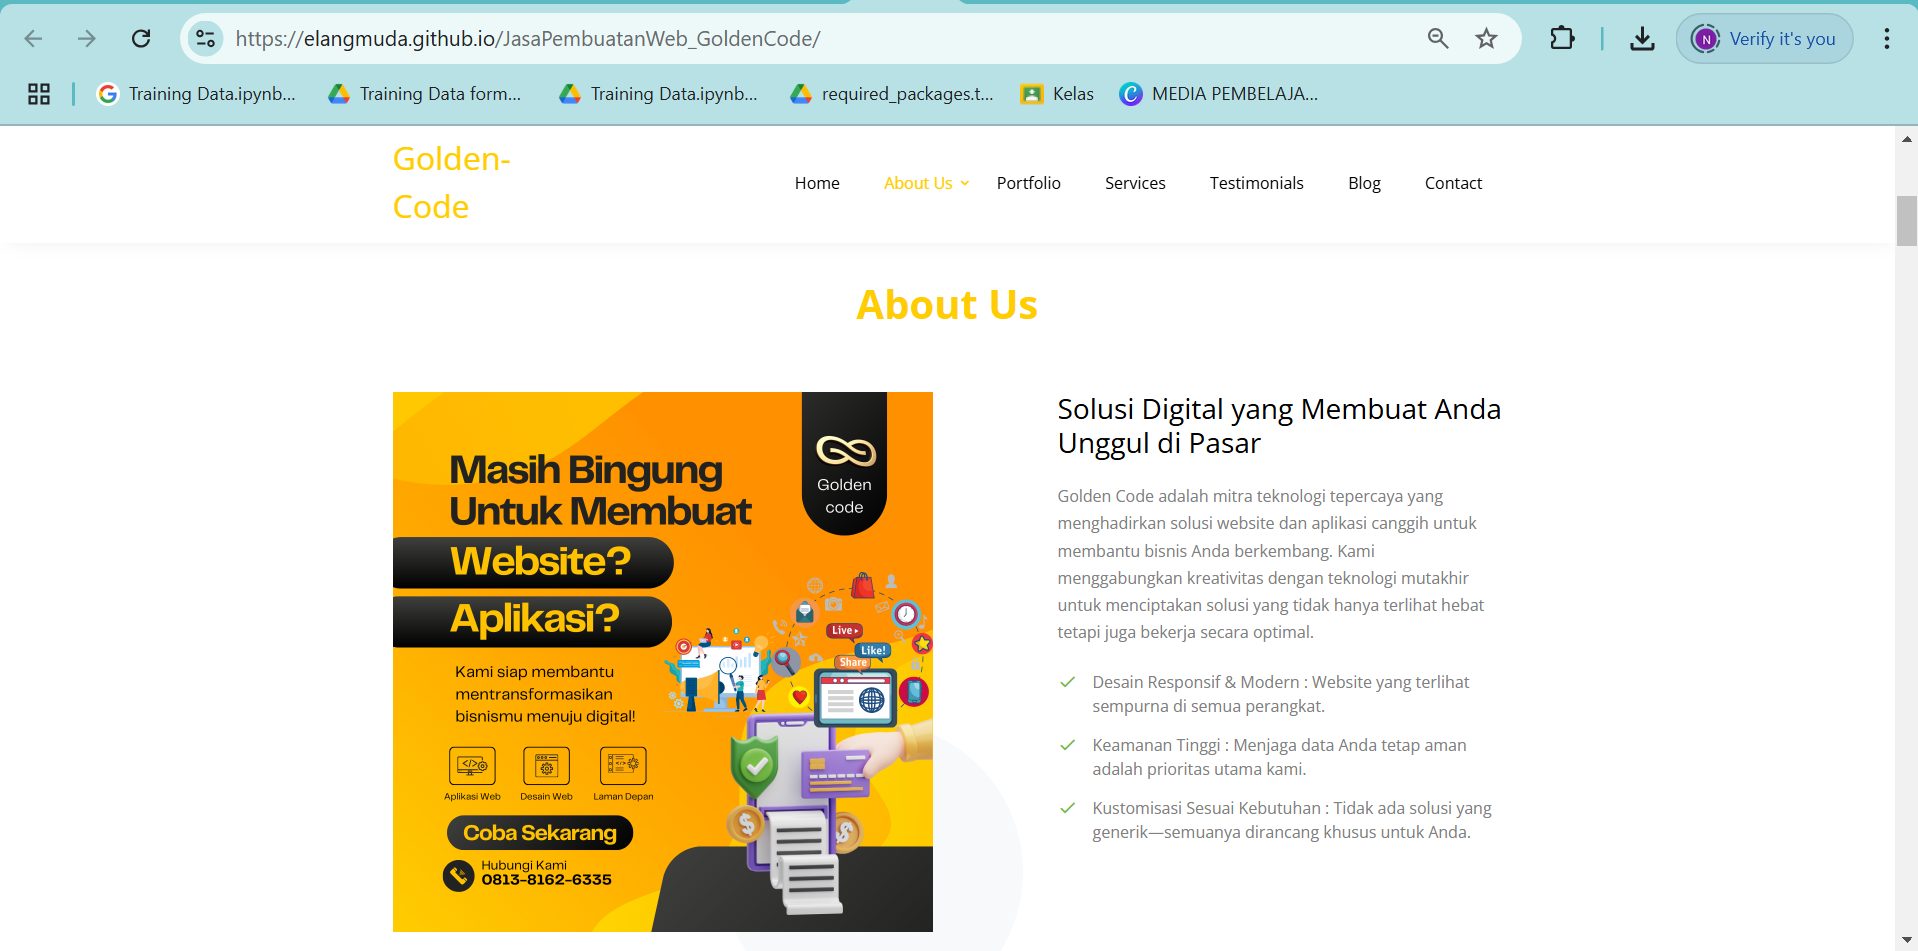 https://elangmuda.github.io/JasaPembuatanWeb_GoldenCode/
N Verify it's you
Training Data.ipynb...
Training Data form...
Training Data.ipynb...
required_packages.t...
Kelas
MEDIA PEMBELAJA...
Golden-
Code
Home
About Us
Portfolio
Services
Testimonials
Blog
Contact
About Us
Masih Bingung
Untuk Membuat
Website?
Aplikasi?
Golden
code
Kami siap membantu
mentransformasikan
bisnismu menuju digital!
Live
Like!
Share
Aplikasi Web
Desain Web
Laman Depan
Coba Sekarang
Hubungi Kami
0813-8162-6335
Solusi Digital yang Membuat Anda
Unggul di Pasar
Golden Code adalah mitra teknologi tepercaya yang
menghadirkan solusi website dan aplikasi canggih untuk
membantu bisnis Anda berkembang. Kami
menggabungkan kreativitas dengan teknologi mutakhir
untuk menciptakan solusi yang tidak hanya terlihat hebat
tetapi juga bekerja secara optimal.
Desain Responsif & Modern : Website yang terlihat
sempurna di semua perangkat.
Keamanan Tinggi : Menjaga data Anda tetap aman
adalah prioritas utama kami.
Kustomisasi Sesuai Kebutuhan : Tidak ada solusi yang
generik—semuanya dirancang khusus untuk Anda.